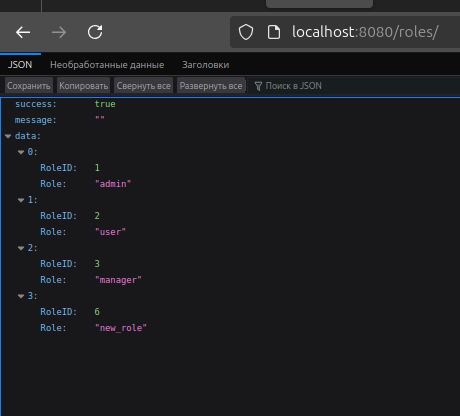 localhost:8080/roles/
JSON Необработанные данные Заголовки
Сохранить Копировать Свернуть все Развернуть все Поиск в JSON
success: true
message: ""
data:
0:
RoleID: 1
Role: "admin"
1:
RoleID: 2
Role: "user"
2:
RoleID: 3
Role: "manager"
3:
RoleID: 6
Role: "new_role"